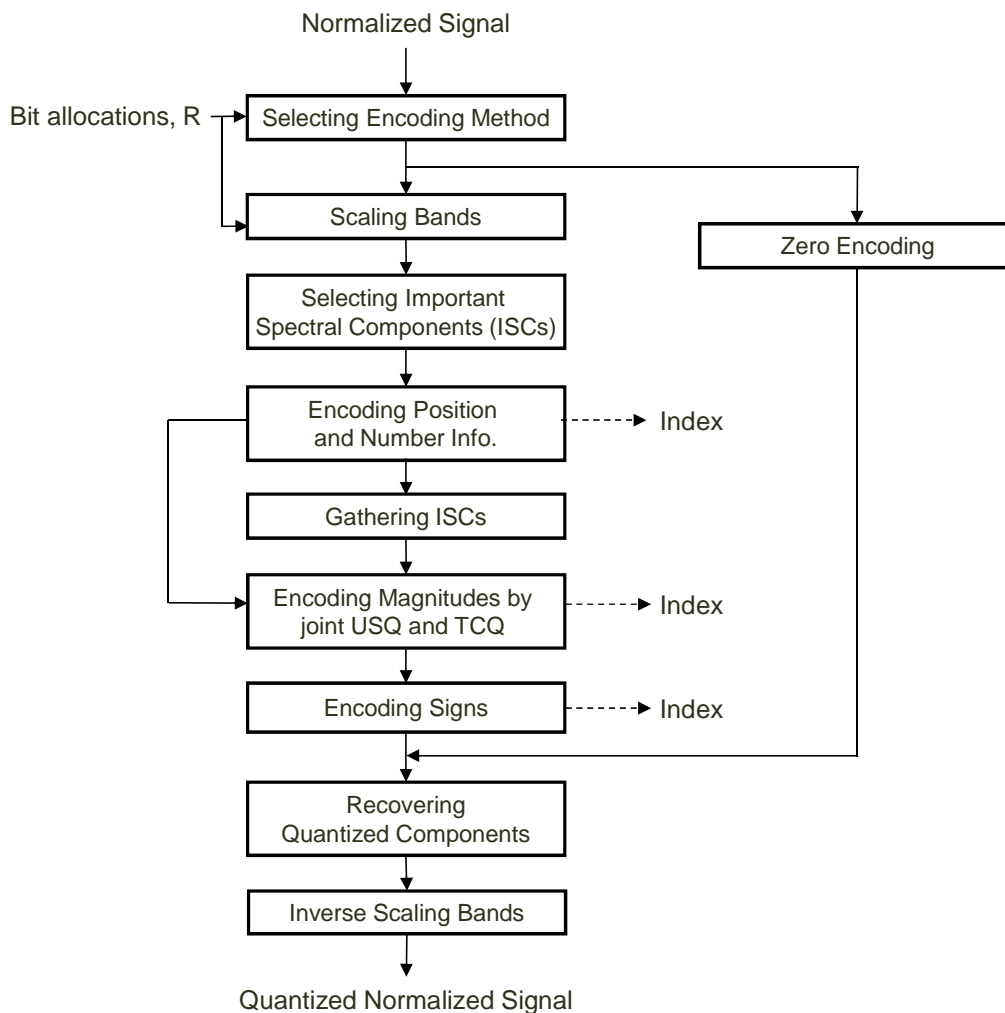 Normalized Signal
Bit allocations, R
Selecting Encoding Method
Scaling Bands
Zero Encoding
Selecting Important
Spectral Components (ISCs)
Encoding Position
and Number Info.
Index
Gathering ISCs
Encoding Magnitudes by
joint USQ and TCQ
Index
Encoding Signs
Index
Recovering
Quantized Components
Inverse Scaling Bands
Quantized Normalized Signal